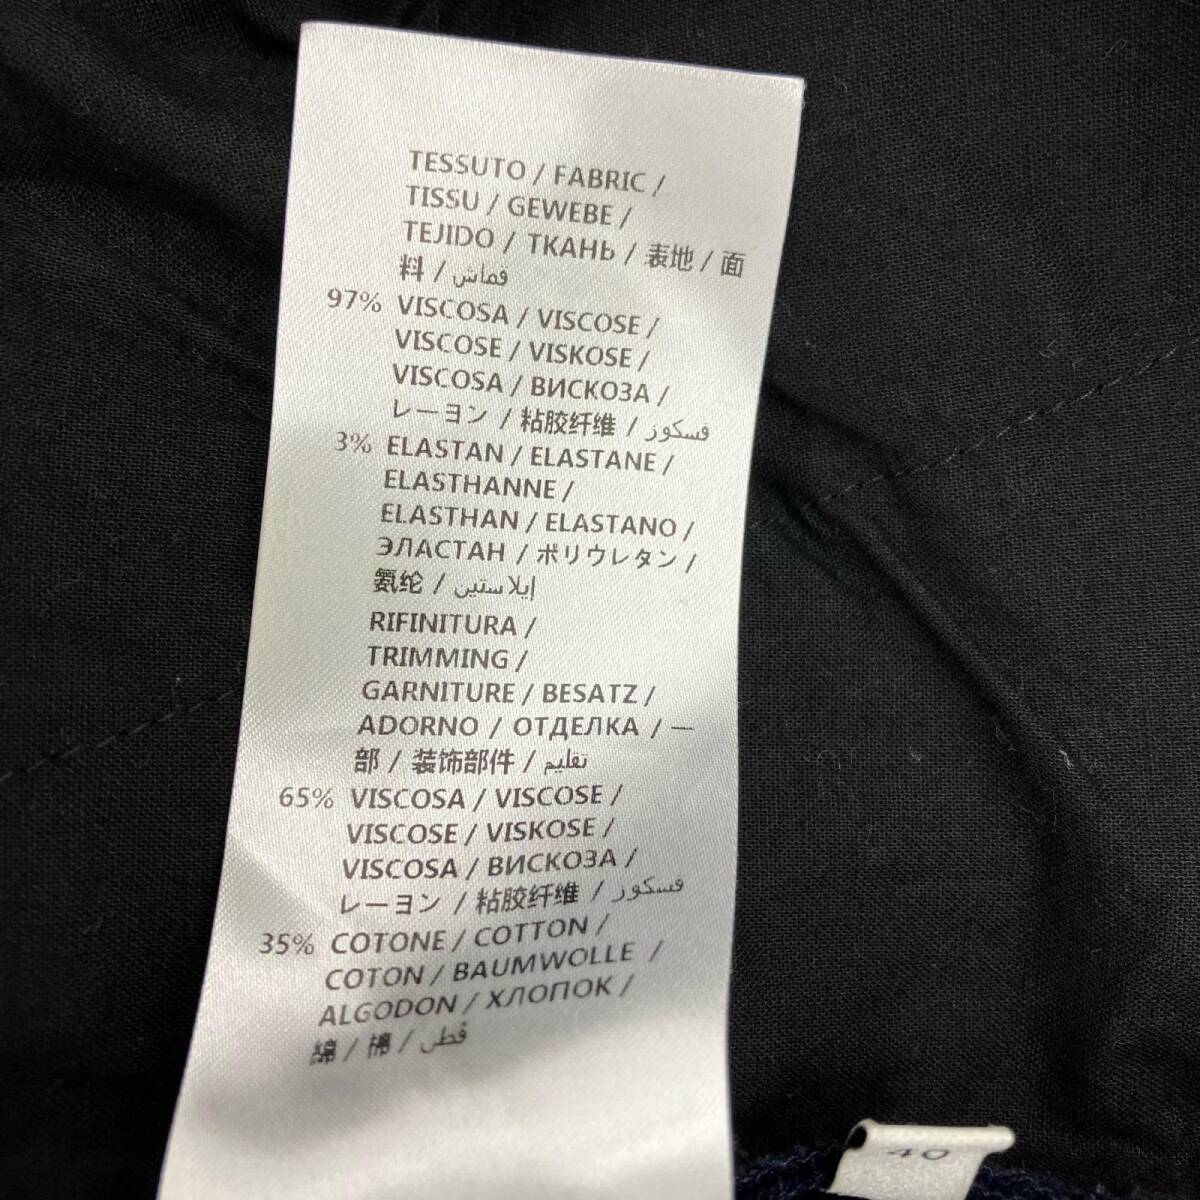 TESSUTO / FABRIC /
TISSU / GEWEBE /
TEJIDO / ТКАНЬ / 表地 / 面
料 / قماش
97% VISCOSA / VISCOSE /
VISCOSE / VISKOSE /
VISCOSA / ВИСКОЗА /
レーヨン / 粘胶纤维 / فسكوز
3% ELASTAN / ELASTANE /
ELASTHANNE /
ELASTHAN / ELASTANO /
ЭЛАСТАН / ポリウレタン /
氨纶 / إيلاستين
RIFINITURA /
TRIMMING /
GARNITURE / BESATZ /
ADORNO / ОТДЕЛКА / 一
部 / 装饰部件 / تقليم
65% VISCOSA / VISCOSE /
VISCOSE / VISKOSE /
VISCOSA / ВИСКОЗА /
レーヨン / 粘胶纤维 / فسكوز
35% COTONE / COTTON /
COTON / BAUMWOLLE /
ALGODON / ХЛОПОК /
綿 / 棉 / قطن
40